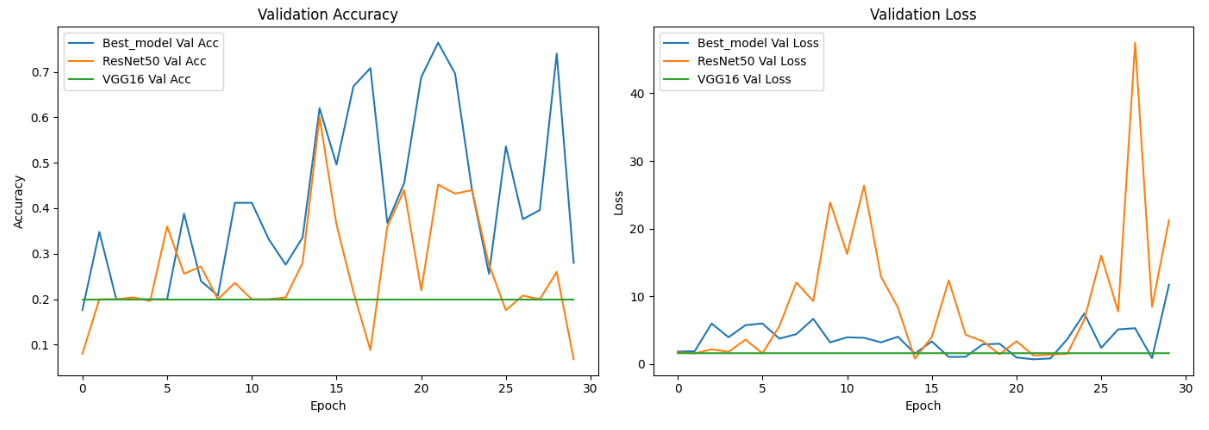 Validation Accuracy
Best_model Val Acc
ResNet50 Val Acc
VGG16 Val Acc
0.7
0.6
0.5
0.4
0.3
0.2
0.1
Accuracy
0 5 10 15 20 25 30
Epoch
Validation Loss
Best_model Val Loss
ResNet50 Val Loss
VGG16 Val Loss
40
30
20
10
0
Loss
0 5 10 15 20 25 30
Epoch